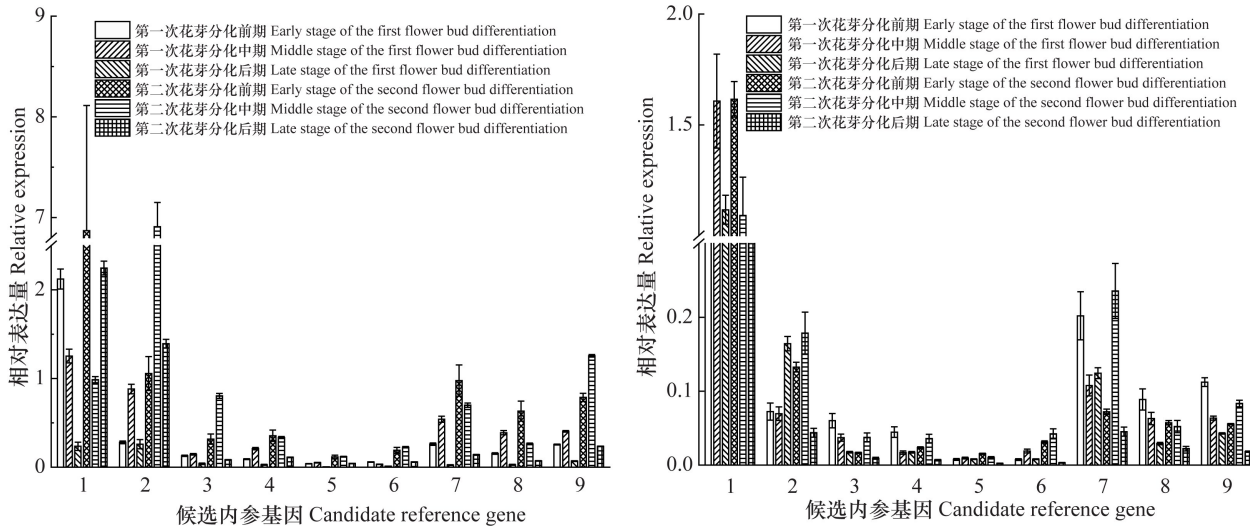 9
8
7
2
1
0
相对表达量 Relative expression
第一次花芽分化前期 Early stage of the first flower bud differentiation
第一次花芽分化中期 Middle stage of the first flower bud differentiation
第一次花芽分化后期 Late stage of the first flower bud differentiation
第二次花芽分化前期 Early stage of the second flower bud differentiation
第二次花芽分化中期 Middle stage of the second flower bud differentiation
第二次花芽分化后期 Late stage of the second flower bud differentiation
1 2 3 4 5 6 7 8 9
候选内参基因 Candidate reference gene
2.0
1.5
0.2
0.1
0.0
相对表达量 Relative expression
第一次花芽分化前期 Early stage of the first flower bud differentiation
第一次花芽分化中期 Middle stage of the first flower bud differentiation
第一次花芽分化后期 Late stage of the first flower bud differentiation
第二次花芽分化前期 Early stage of the second flower bud differentiation
第二次花芽分化中期 Middle stage of the second flower bud differentiation
第二次花芽分化后期 Late stage of the second flower bud differentiation
1 2 3 4 5 6 7 8 9
候选内参基因 Candidate reference gene